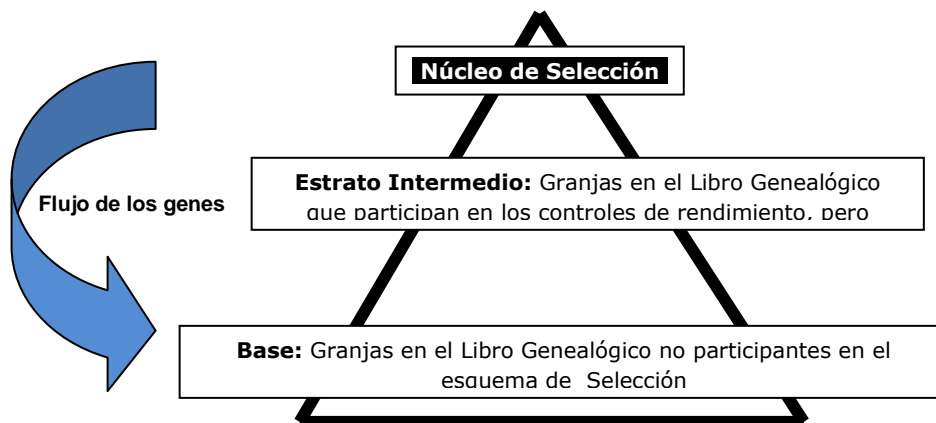 Núcleo de Selección
Estrato Intermedio: Granjas en el Libro Genealógico
que participan en los controles de rendimiento, pero
Flujo de los genes
Base: Granjas en el Libro Genealógico no participantes en el
esquema de Selección